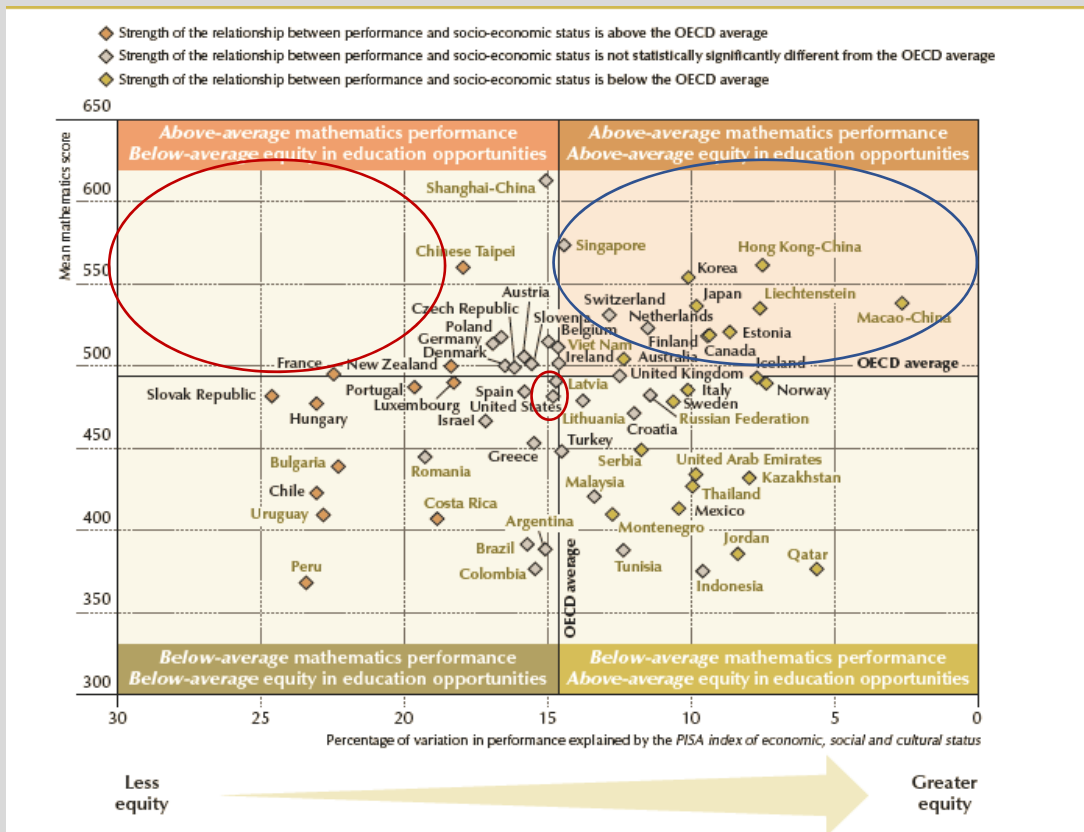 Strength of the relationship between performance and socio-economic status is above the OECD average
Strength of the relationship between performance and socio-economic status is not statistically significantly different from the OECD average
Strength of the relationship between performance and socio-economic status is below the OECD average
650
Mean mathematics score
Above-average mathematics performance
Below-average equity in education opportunities
Above-average mathematics performance
Above-average equity in education opportunities
600
Shanghai-China
Singapore
Hong Kong-China
Chinese Taipei
Korea
550
Austria
Switzerland
Japan
Liechtenstein
Czech Republic
Slovenia
Netherlands
Macao-China
Poland
Belgium
Germany
Viet Nam
Finland
Canada
Estonia
Denmark
Ireland
Australia
500
France
New Zealand
Iceland
OECD average
United Kingdom
Slovak Republic
Portugal
Spain
Latvia
Italy
Norway
Luxembourg
United States
Sweden
Hungary
Israel
Lithuania
Russian Federation
Croatia
450
Greece
Turkey
Bulgaria
Romania
Serbia
United Arab Emirates
Chile
Malaysia
Kazakhstan
Thailand
Uruguay
Costa Rica
Mexico
400
Argentina
Montenegro
Brazil
Jordan
Peru
Colombia
Tunisia
Qatar
Indonesia
350
OECD average
Below-average mathematics performance
Below-average equity in education opportunities
Below-average mathematics performance
Above-average equity in education opportunities
300
30 25 20 15 10 5 0
Percentage of variation in performance explained by the PISA index of economic, social and cultural status
Less
equity
Greater
equity